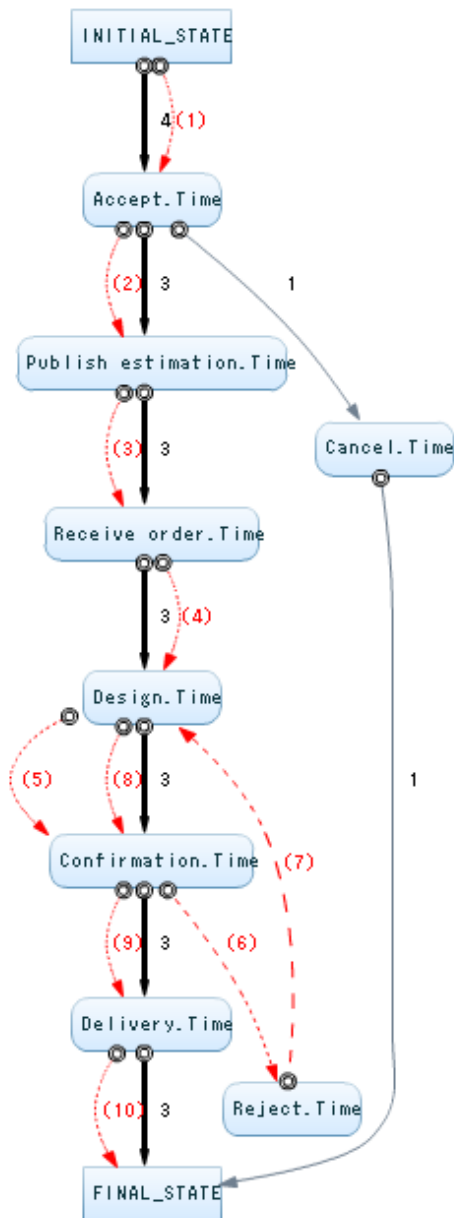 INITIAL_STATE
4 (1)
Accept.Time
(2) 3 1
Publish estimation.Time
(3) 3
Cancel.Time
Receive order.Time
3 (4)
Design.Time
(5) (8) 3 1
Confirmation.Time
(7)
(9) 3 (6)
Delivery.Time
(10) 3
Reject.Time
FINAL_STATE